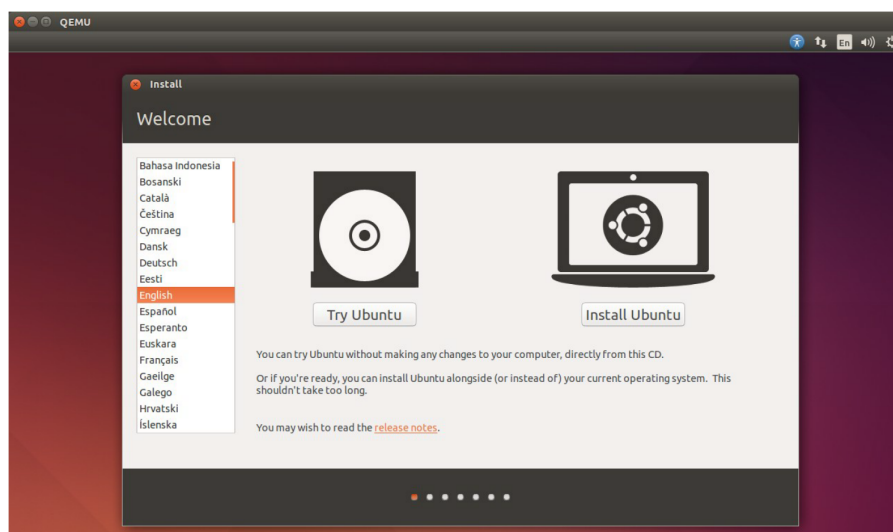 QEMU
En
Install
Welcome
Bahasa Indonesia
Bosanski
Català
Čeština
Cymraeg
Dansk
Deutsch
Eesti
English
Español
Esperanto
Euskara
Français
Gaeilge
Galego
Hrvatski
Íslenska
Try Ubuntu
Install Ubuntu
You can try Ubuntu without making any changes to your computer, directly from this CD.
Or if you're ready, you can install Ubuntu alongside (or instead of) your current operating system. This
shouldn't take too long.
You may wish to read the release notes.